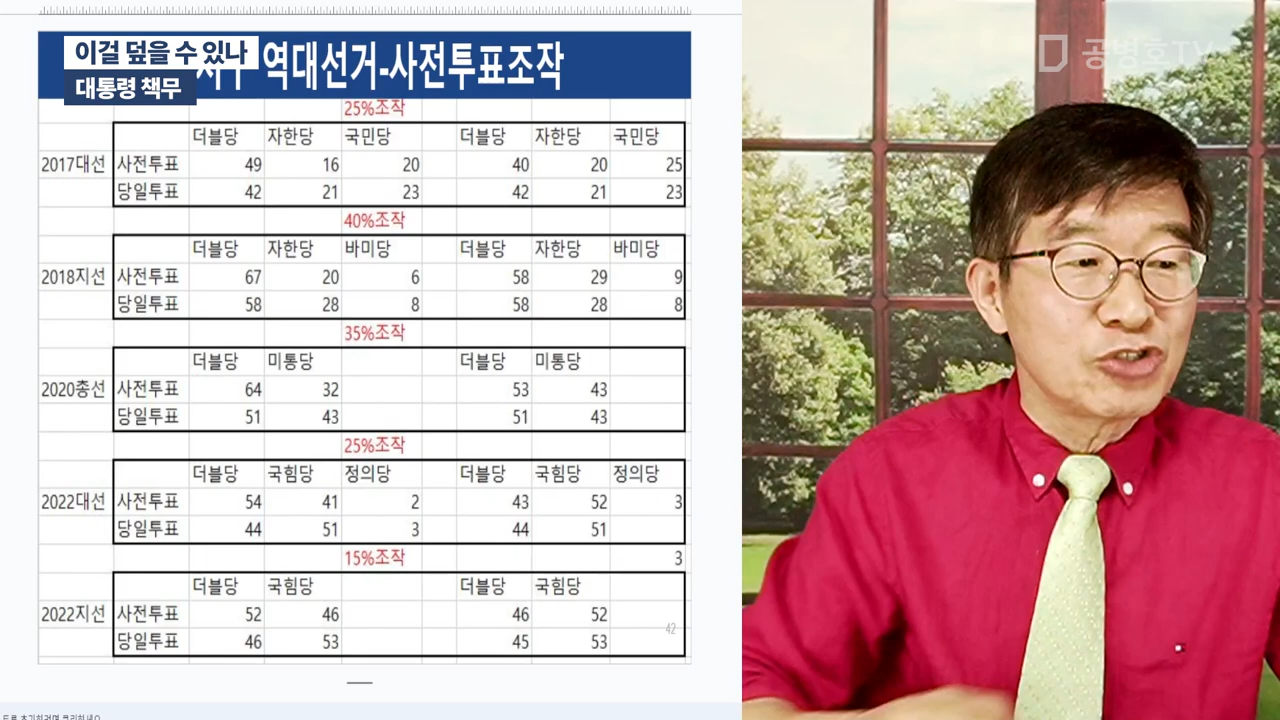 이걸 덮을 수 있나
대통령 책무
역대선거-사전투표조작
공병호TV
25%조작
더블당 자한당 국민당 더블당 자한당 국민당
2017대선 사전투표 49 16 20 40 20 25
당일투표 42 21 23 42 21 23
40%조작
더블당 자한당 바미당 더블당 자한당 바미당
2018지선 사전투표 67 20 6 58 29 9
당일투표 58 28 8 58 28 8
35%조작
더블당 미통당 더블당 미통당
2020총선 사전투표 64 32 53 43
당일투표 51 43 51 43
25%조작
더블당 국힘당 정의당 더블당 국힘당 정의당
2022대선 사전투표 54 41 2 43 52 3
당일투표 44 51 3 44 51
15%조작 3
더블당 국힘당 더블당 국힘당
2022지선 사전투표 52 46 46 52
42
당일투표 46 53 45 53